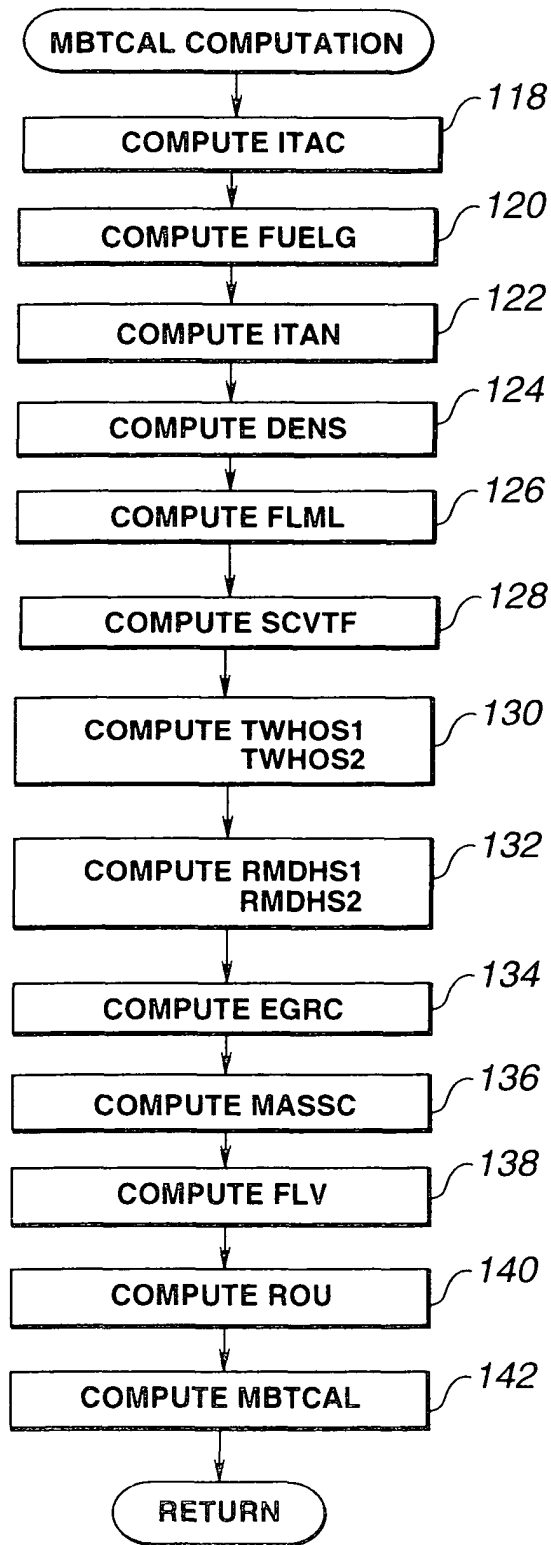 MBTCAL COMPUTATION
118
COMPUTE ITAC
120
COMPUTE FUELG
122
COMPUTE ITAN
124
COMPUTE DENS
126
COMPUTE FLML
128
COMPUTE SCVTF
130
COMPUTE TWHOS1
TWHOS2
132
COMPUTE RMDHS1
RMDHS2
134
COMPUTE EGRC
136
COMPUTE MASSC
138
COMPUTE FLV
140
COMPUTE ROU
142
COMPUTE MBTCAL
RETURN